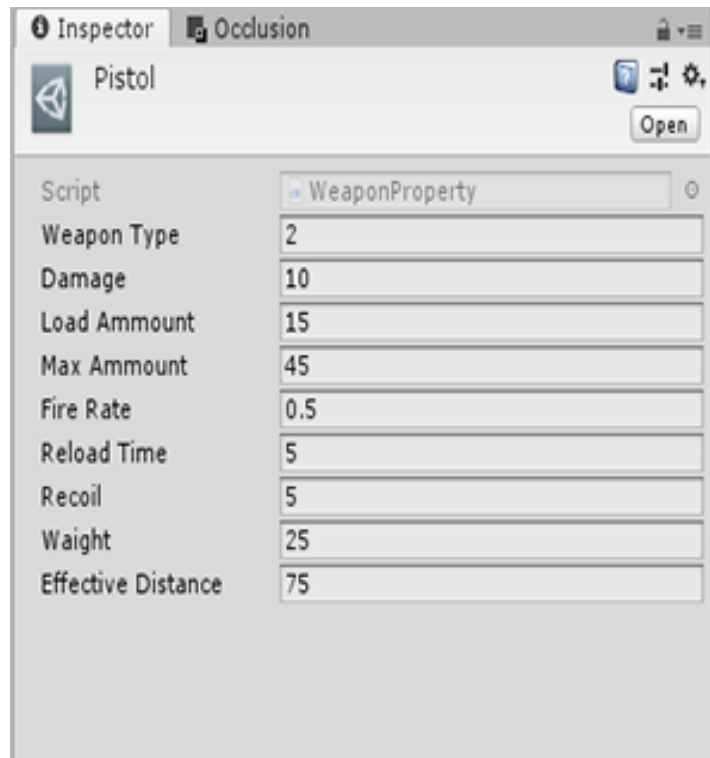 Inspector Occlusion
Pistol
Open
Script WeaponProperty
Weapon Type 2
Damage 10
Load Ammount 15
Max Ammount 45
Fire Rate 0.5
Reload Time 5
Recoil 5
Waight 25
Effective Distance 75